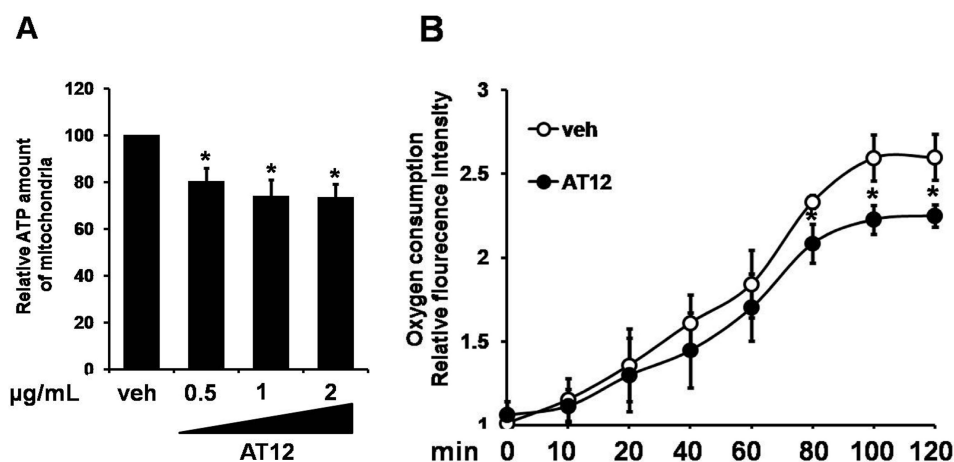 A
Relative ATP amount
of mitochondria
120
100
80
60
40
20
0
*
*
*
µg/mL
veh
0.5
1
2
AT12
B
Oxygen consumption
Relative flourecence Intensity
3
2.5
2
1.5
1
veh
AT12
*
*
*
min
0
10
20
40
60
80
100
120